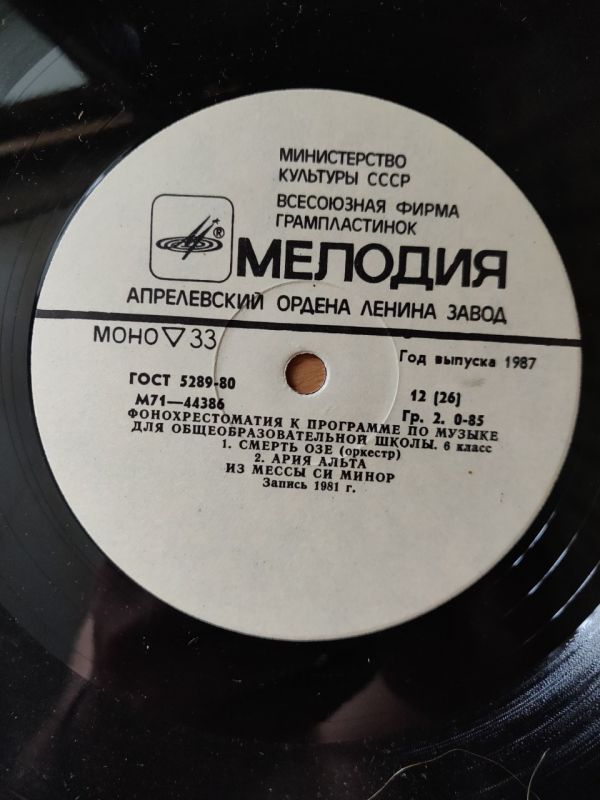 МИНИСТЕРСТВО
КУЛЬТУРЫ СССР
ВСЕСОЮЗНАЯ ФИРМА
ГРАМПЛАСТИНОК
®
МЕЛОДИЯ
АПРЕЛЕВСКИЙ ОРДЕНА ЛЕНИНА ЗАВОД
МОНО ▽ 33
Год выпуска 1987
ГОСТ 5289-80
12 [26]
М71—44386
Гр. 2. 0-85
ФОНОХРЕСТОМАТИЯ К ПРОГРАММЕ ПО МУЗЫКЕ
ДЛЯ ОБЩЕОБРАЗОВАТЕЛЬНОЙ ШКОЛЫ. 6 класс
1. СМЕРТЬ ОЗЕ (оркестр)
2. АРИЯ АЛЬТА
ИЗ МЕССЫ СИ МИНОР
Запись 1981 г.